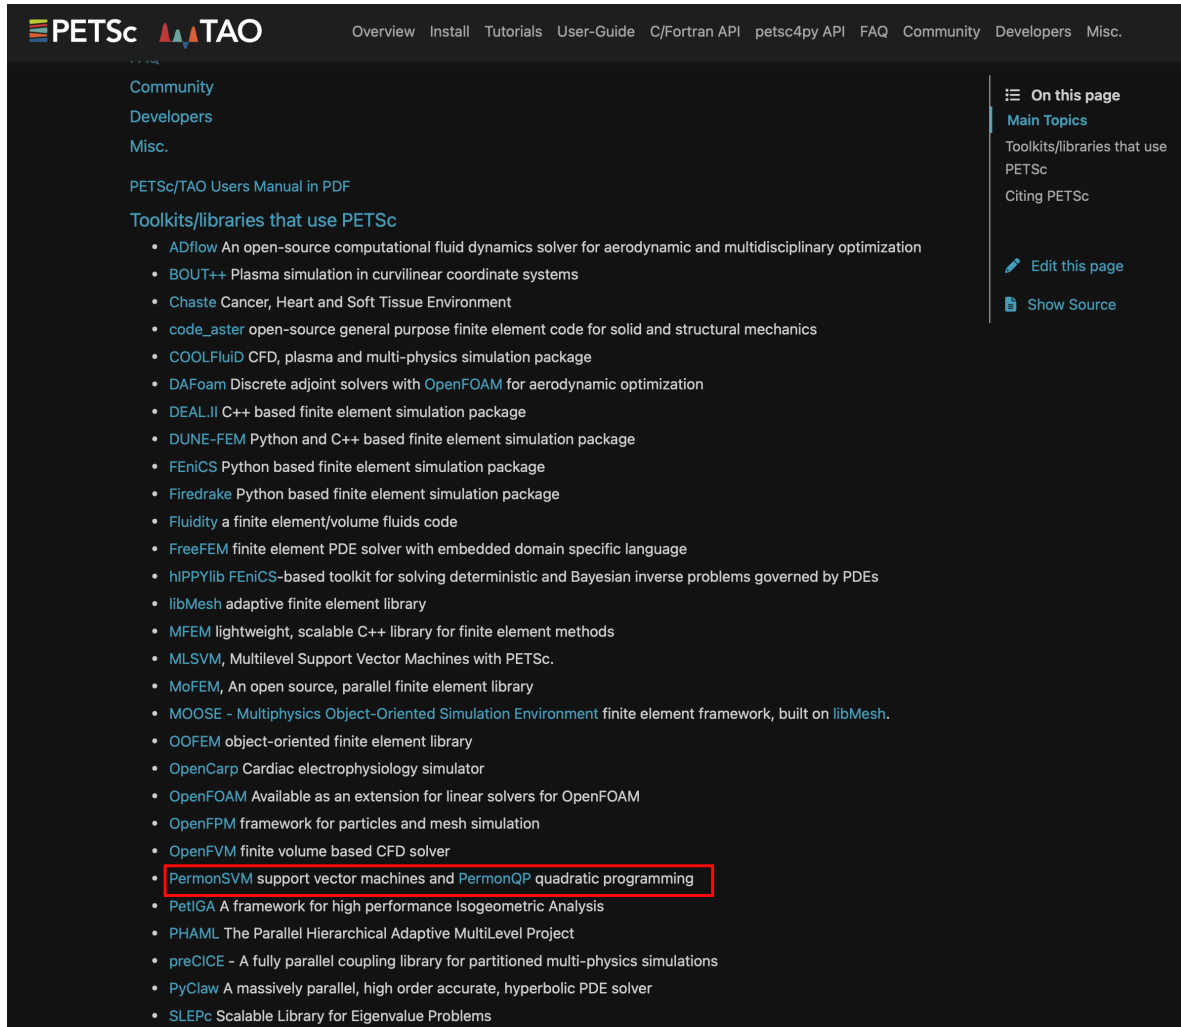 PETSc TAO Overview Install Tutorials User-Guide C/Fortran API petsc4py API FAQ Community Developers Misc.
FAQ
Community
Developers
Misc.
PETSc/TAO Users Manual in PDF
Toolkits/libraries that use PETSc
• ADflow An open-source computational fluid dynamics solver for aerodynamic and multidisciplinary optimization
• BOUT++ Plasma simulation in curvilinear coordinate systems
• Chaste Cancer, Heart and Soft Tissue Environment
• code_aster open-source general purpose finite element code for solid and structural mechanics
• COOLFluiD CFD, plasma and multi-physics simulation package
• DAFoam Discrete adjoint solvers with OpenFOAM for aerodynamic optimization
• DEAL.II C++ based finite element simulation package
• DUNE-FEM Python and C++ based finite element simulation package
• FEniCS Python based finite element simulation package
• Firedrake Python based finite element simulation package
• Fluidity a finite element/volume fluids code
• FreeFEM finite element PDE solver with embedded domain specific language
• hIPPYlib FEniCS-based toolkit for solving deterministic and Bayesian inverse problems governed by PDEs
• libMesh adaptive finite element library
• MFEM lightweight, scalable C++ library for finite element methods
• MLSVM, Multilevel Support Vector Machines with PETSc.
• MoFEM, An open source, parallel finite element library
• MOOSE - Multiphysics Object-Oriented Simulation Environment finite element framework, built on libMesh.
• OOFEM object-oriented finite element library
• OpenCarp Cardiac electrophysiology simulator
• OpenFOAM Available as an extension for linear solvers for OpenFOAM
• OpenFPM framework for particles and mesh simulation
• OpenFVM finite volume based CFD solver
• PermonSVM support vector machines and PermonQP quadratic programming
• PetIGA A framework for high performance Isogeometric Analysis
• PHAML The Parallel Hierarchical Adaptive MultiLevel Project
• preCICE - A fully parallel coupling library for partitioned multi-physics simulations
• PyClaw A massively parallel, high order accurate, hyperbolic PDE solver
• SLEPc Scalable Library for Eigenvalue Problems
On this page
Main Topics
Toolkits/libraries that use
PETSc
Citing PETSc
Edit this page
Show Source